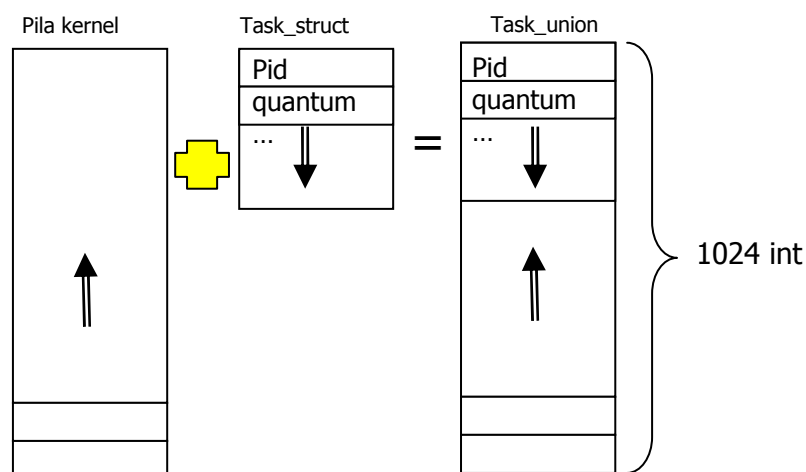 Pila kernel
Task_struct
Task_union
Pid
quantum
...
=
Pid
quantum
...
1024 int